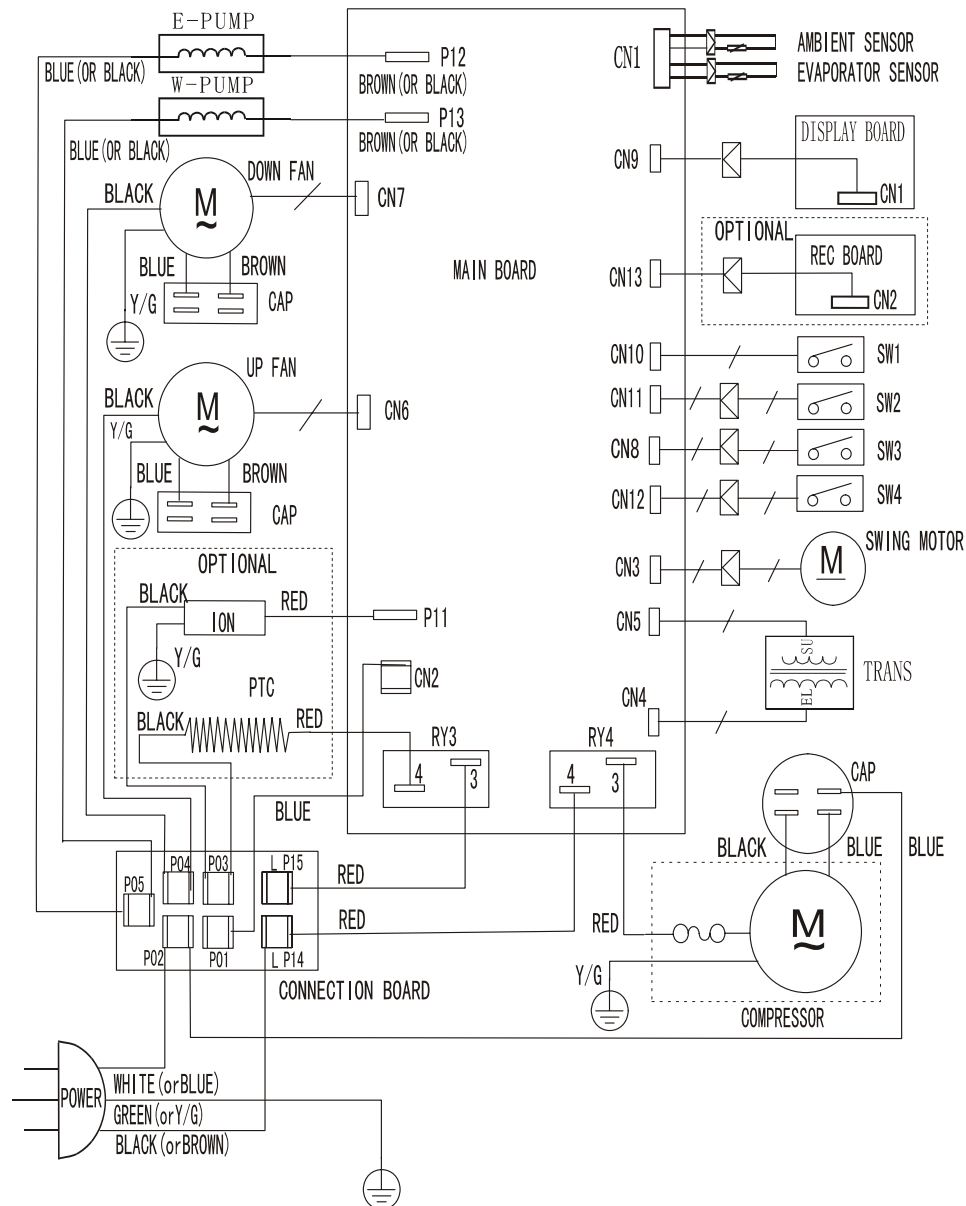 E-PUMP
BLUE(OR BLACK)
P12
BROWN(OR BLACK)
W-PUMP
BLUE(OR BLACK)
P13
BROWN(OR BLACK)
CN1
AMBIENT SENSOR
EVAPORATOR SENSOR
DISPLAY BOARD
CN9
CN1
BLACK
DOWN FAN
M
~
CN7
BLUE
BROWN
Y/G
CAP
MAIN BOARD
OPTIONAL
REC BOARD
CN13
CN2
UP FAN
BLACK
M
~
Y/G
CN6
BLUE
BROWN
CAP
CN10
SW1
CN11
SW2
CN8
SW3
CN12
SW4
SWING MOTOR
CN3
M
OPTIONAL
BLACK
ION
RED
P11
Y/G
CN2
PTC
BLACK
RED
CN5
SU
EL
TRANS
CN4
RY3
4
3
RY4
4
3
CAP
BLUE
BLACK
BLUE
BLUE
P05
P04
P03
L P15
RED
P02
P01
L P14
RED
CONNECTION BOARD
RED
M
~
Y/G
COMPRESSOR
POWER
WHITE(orBLUE)
GREEN(orY/G)
BLACK(orBROWN)